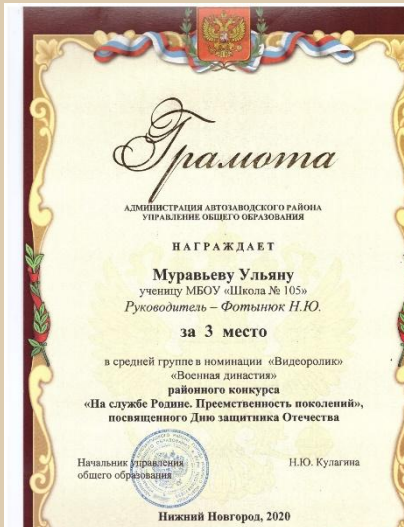 Грамота
АДМИНИСТРАЦИЯ АВТОЗАВОДСКОГО РАЙОНА
УПРАВЛЕНИЕ ОБЩЕГО ОБРАЗОВАНИЯ
НАГРАЖДАЕТ
Муравьеву Ульяну
ученицу МБОУ «Школа № 105»
Руководитель – Фотынюк Н.Ю.
за 3 место
в средней группе в номинации «Видеоролик»
«Военная династия»
районного конкурса
«На службе Родине. Преемственность поколений»,
посвященного Дню защитника Отечества
Начальник управления
общего образования
Н.Ю. Кулагина
Нижний Новгород, 2020